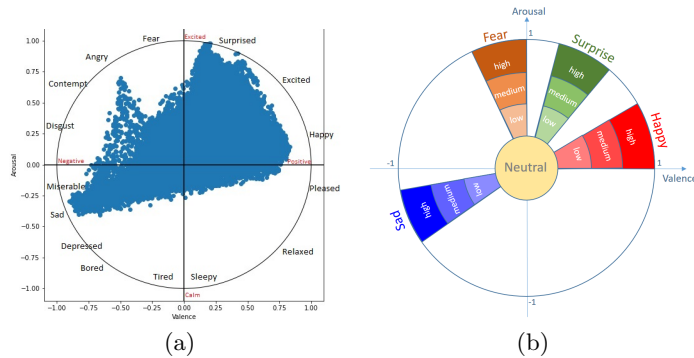 Excited
Fear
Surprised
Angry
Contempt
Excited
Disgust
Happy
Negative
Positive
Miserable
Pleased
Sad
Depressed
Relaxed
Bored
Tired
Sleepy
Calm
1.00
0.75
0.50
0.25
0.00
−0.25
−0.50
−0.75
−1.00
Arousal
−1.00
−0.75
−0.50
−0.25
0.00
0.25
0.50
0.75
1.00
Valence
(a)
Arousal
1
Fear
high
medium
low
Surprise
high
medium
low
Happy
high
medium
low
Neutral
-1
1
Valence
Sad
high
medium
low
-1
(b)